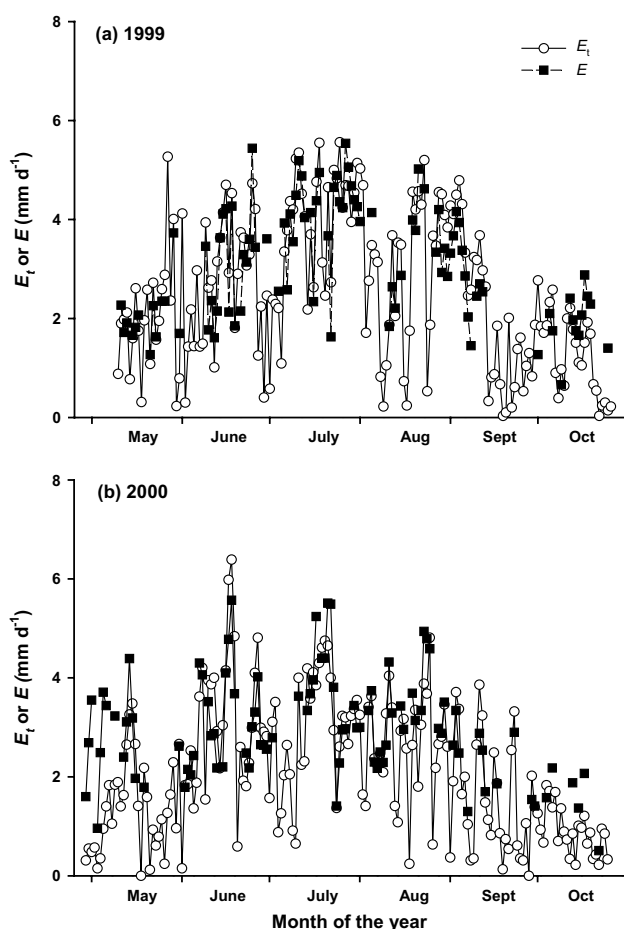 (a) 1999
Et
E
8
6
4
2
0
Et or E (mm d-1)
May June July Aug Sept Oct
(b) 2000
8
6
4
2
0
Et or E (mm d-1)
May June July Aug Sept Oct
Month of the year